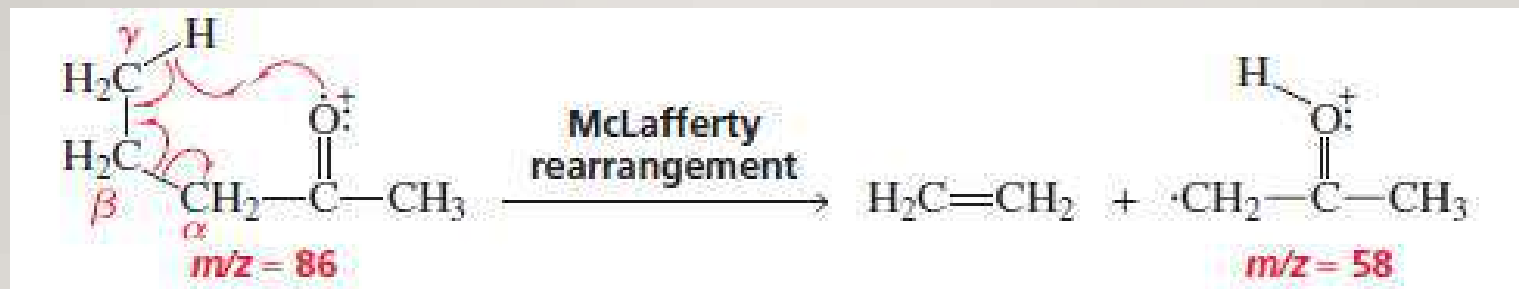 γ H
H₂C
+
O:
H₂C
β
CH₂—C—CH₃
α
m/z = 86
McLafferty
rearrangement
H₂C=CH₂ + ·CH₂—C—CH₃
H
+
O:
m/z = 58